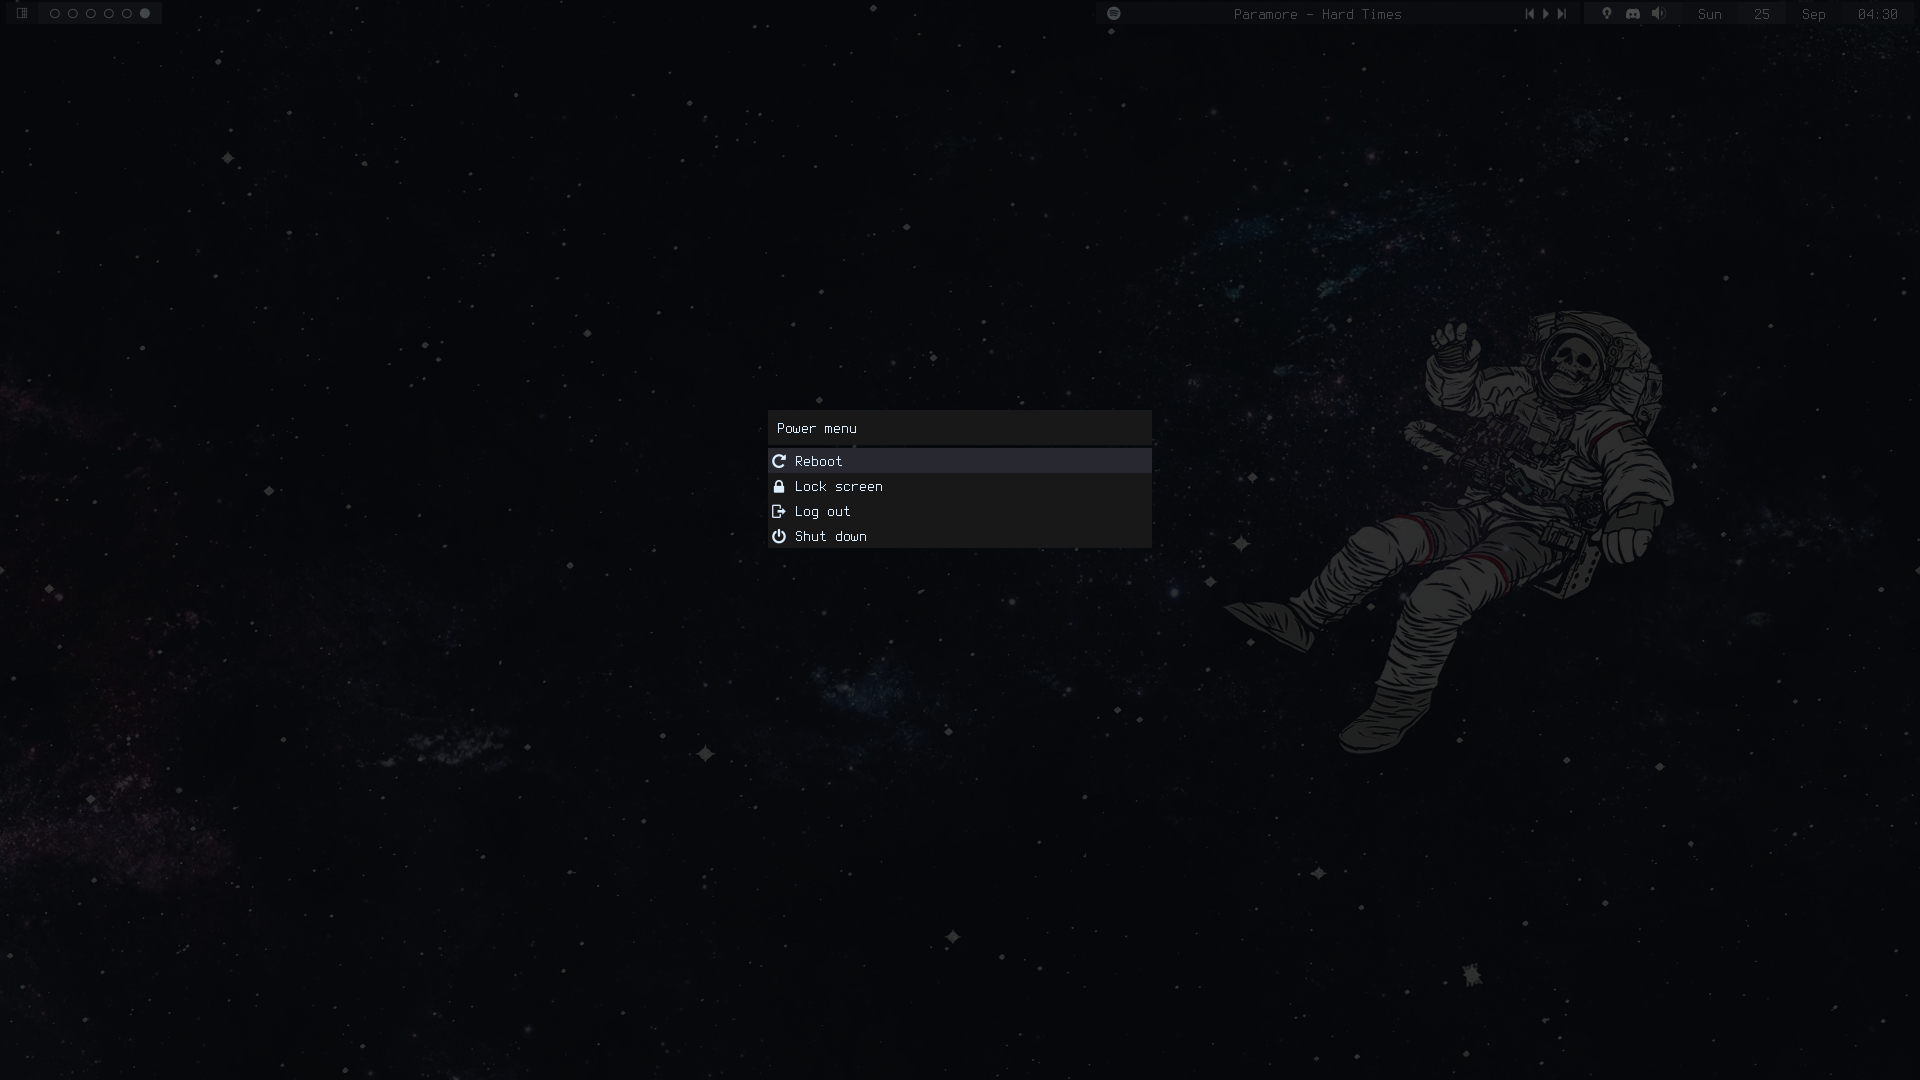 Paramore - Hard Times
Sun 25 Sep 04:30
Power menu
Reboot
Lock screen
Log out
Shut down